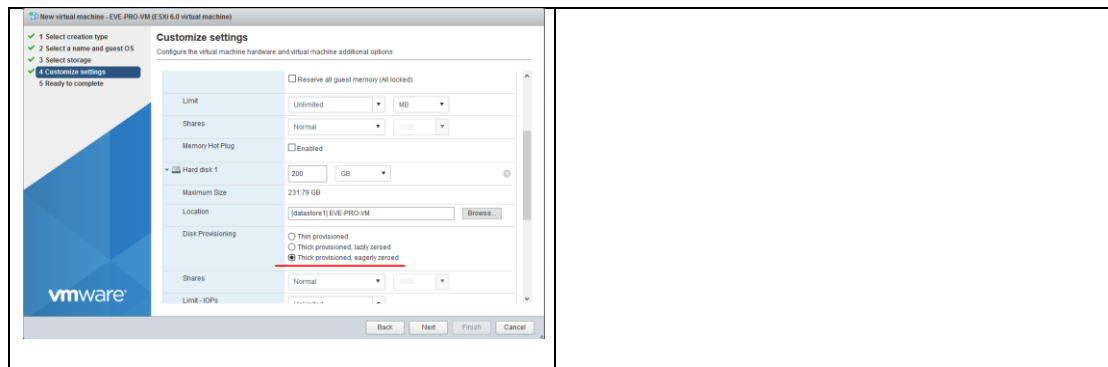 New virtual machine - EVE-PRO-VM (ESXi 6.0 virtual machine)
1 Select creation type
2 Select a name and guest OS
3 Select storage
4 Customize settings
5 Ready to complete
Customize settings
Configure the virtual machine hardware and virtual machine additional options
Reserve all guest memory (All locked)
Limit
Unlimited
MB
Shares
Normal
Memory Hot Plug
Enabled
Hard disk 1
200
GB
Maximum Size
231.79 GB
Location
[datastore1] EVE-PRO-VM
Browse...
Disk Provisioning
Thin provisioned
Thick provisioned, lazily zeroed
Thick provisioned, eagerly zeroed
Shares
Normal
Limit - IOPs
vmware
Back
Next
Finish
Cancel